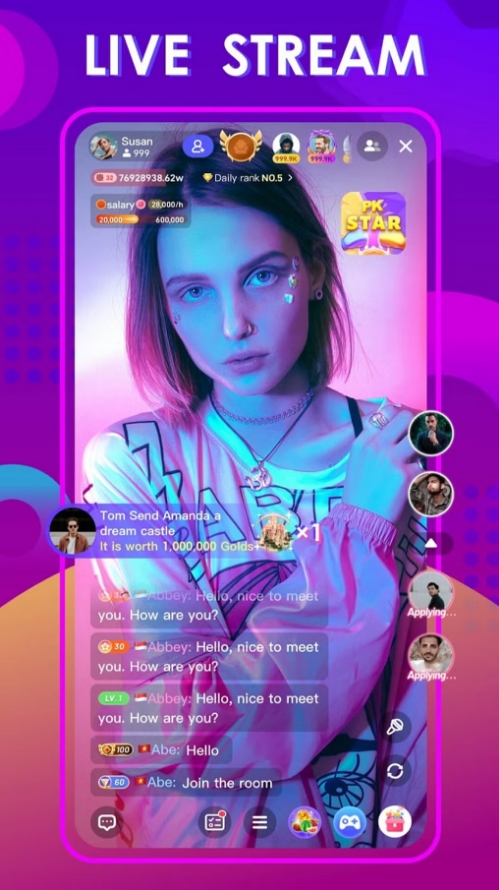 LIVE STREAM
Susan
999
999.9K
999.9K
32 76928938.62w
Daily rank NO.5 >
salary 28,000/h
20,000 600,000
PK
STAR
Tom Send Amanda a
dream castle
It is worth 1,000,000 Golds+ ×1
Abbey: Hello, nice to meet
you. How are you?
30 Abbey: Hello, nice to meet
you. How are you?
LV. 1 Abbey: Hello, nice to meet
you. How are you?
100 Abe: Hello
60 Abe: Join the room
Applying...
Applying...